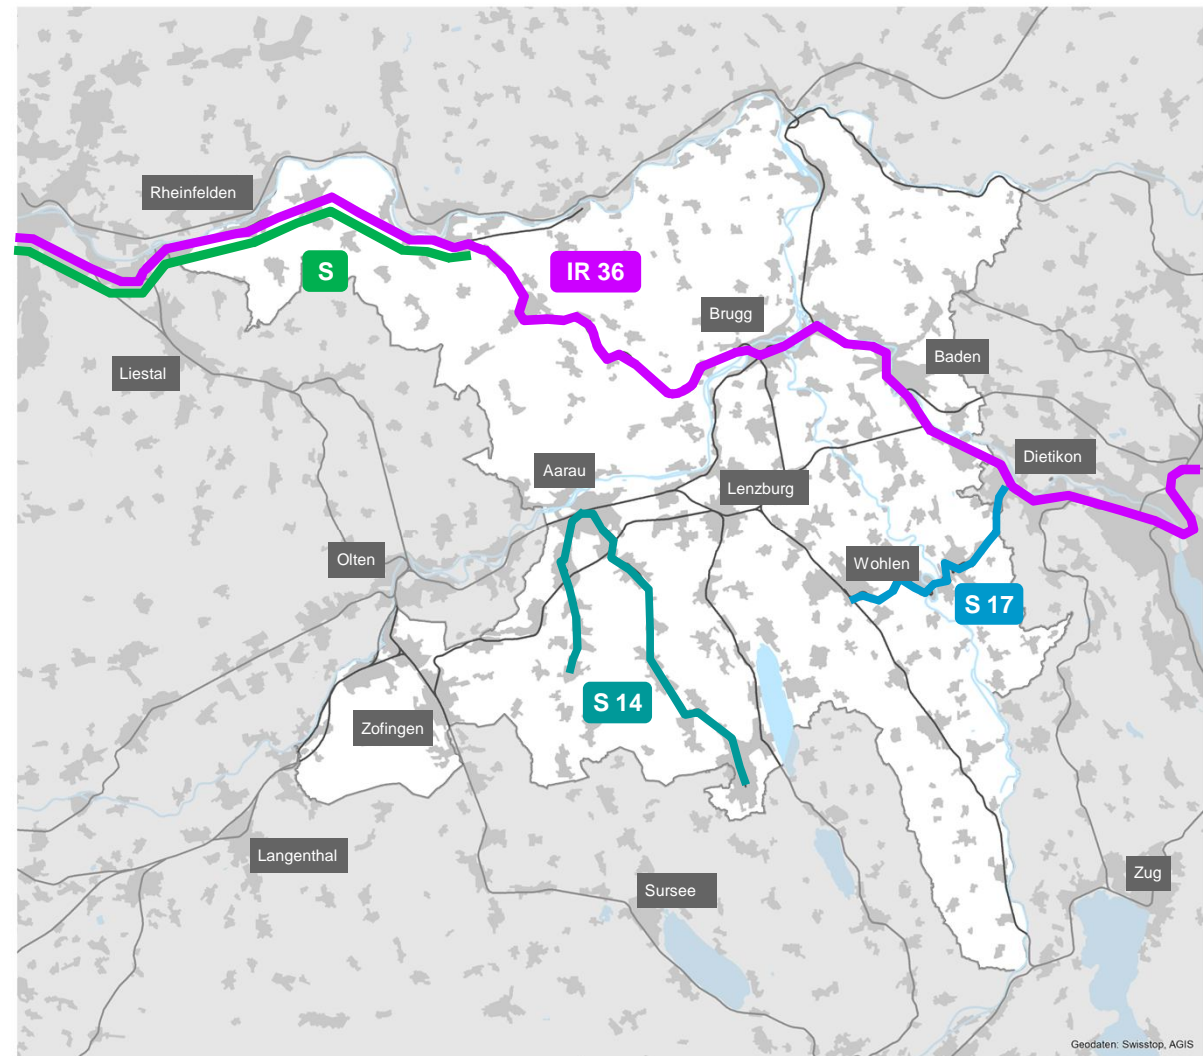 Rheinfelden
S
IR 36
Brugg
Liestal
Baden
Aarau
Dietikon
Lenzburg
Olten
Wohlen
S 17
S 14
Zofingen
Langenthal
Sursee
Zug
Geodaten: Swisstop, AGIS